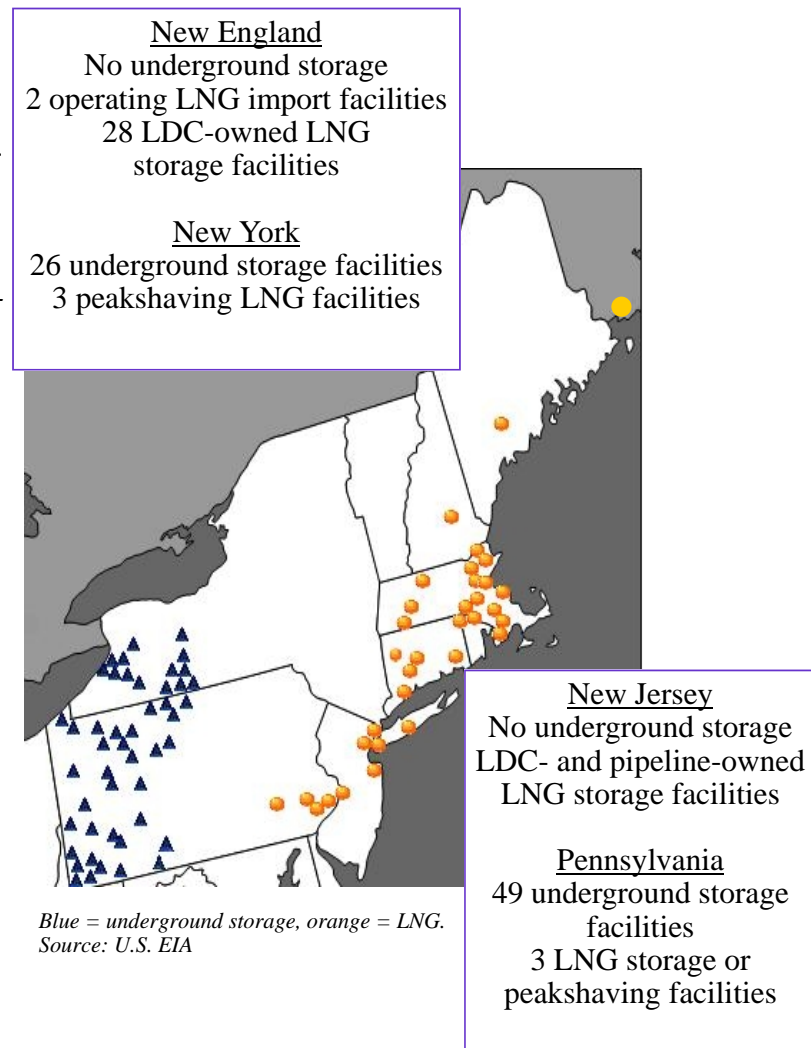 New England
No underground storage
2 operating LNG import facilities
28 LDC-owned LNG
storage facilities
New York
26 underground storage facilities
3 peakshaving LNG facilities
New Jersey
No underground storage
LDC- and pipeline-owned
LNG storage facilities
Pennsylvania
49 underground storage
facilities
3 LNG storage or
peakshaving facilities
Blue = underground storage, orange = LNG.
Source: U.S. EIA